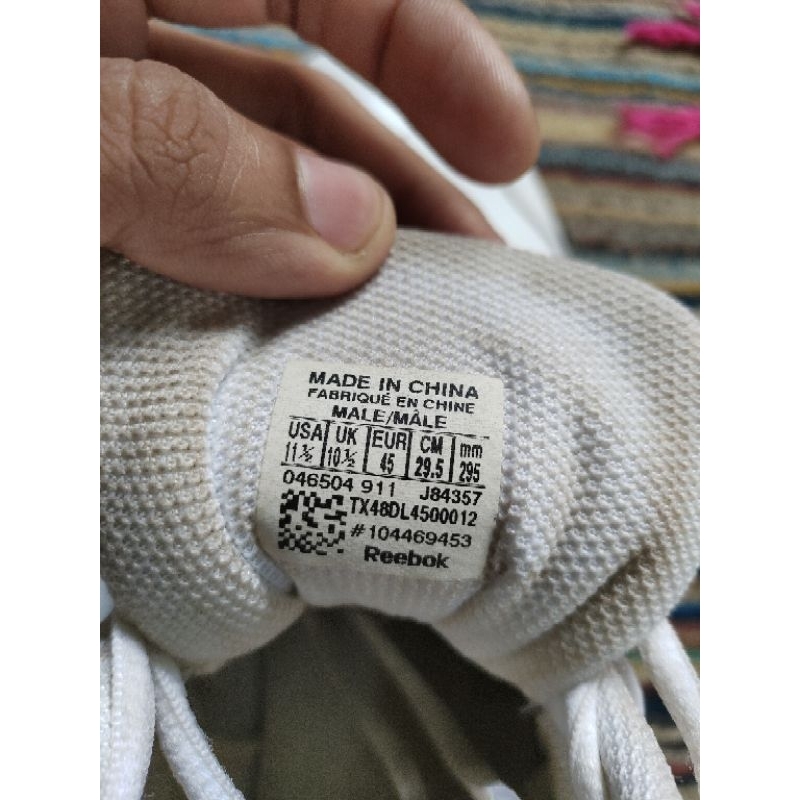 MADE IN CHINA
FABRIQUÉ EN CHINE
MALE/MÂLE
USA UK EUR CM mm
11½ 10½ 45 29.5 295
046504 911 J84357
TX48DL4500012
#104469453
Reebok